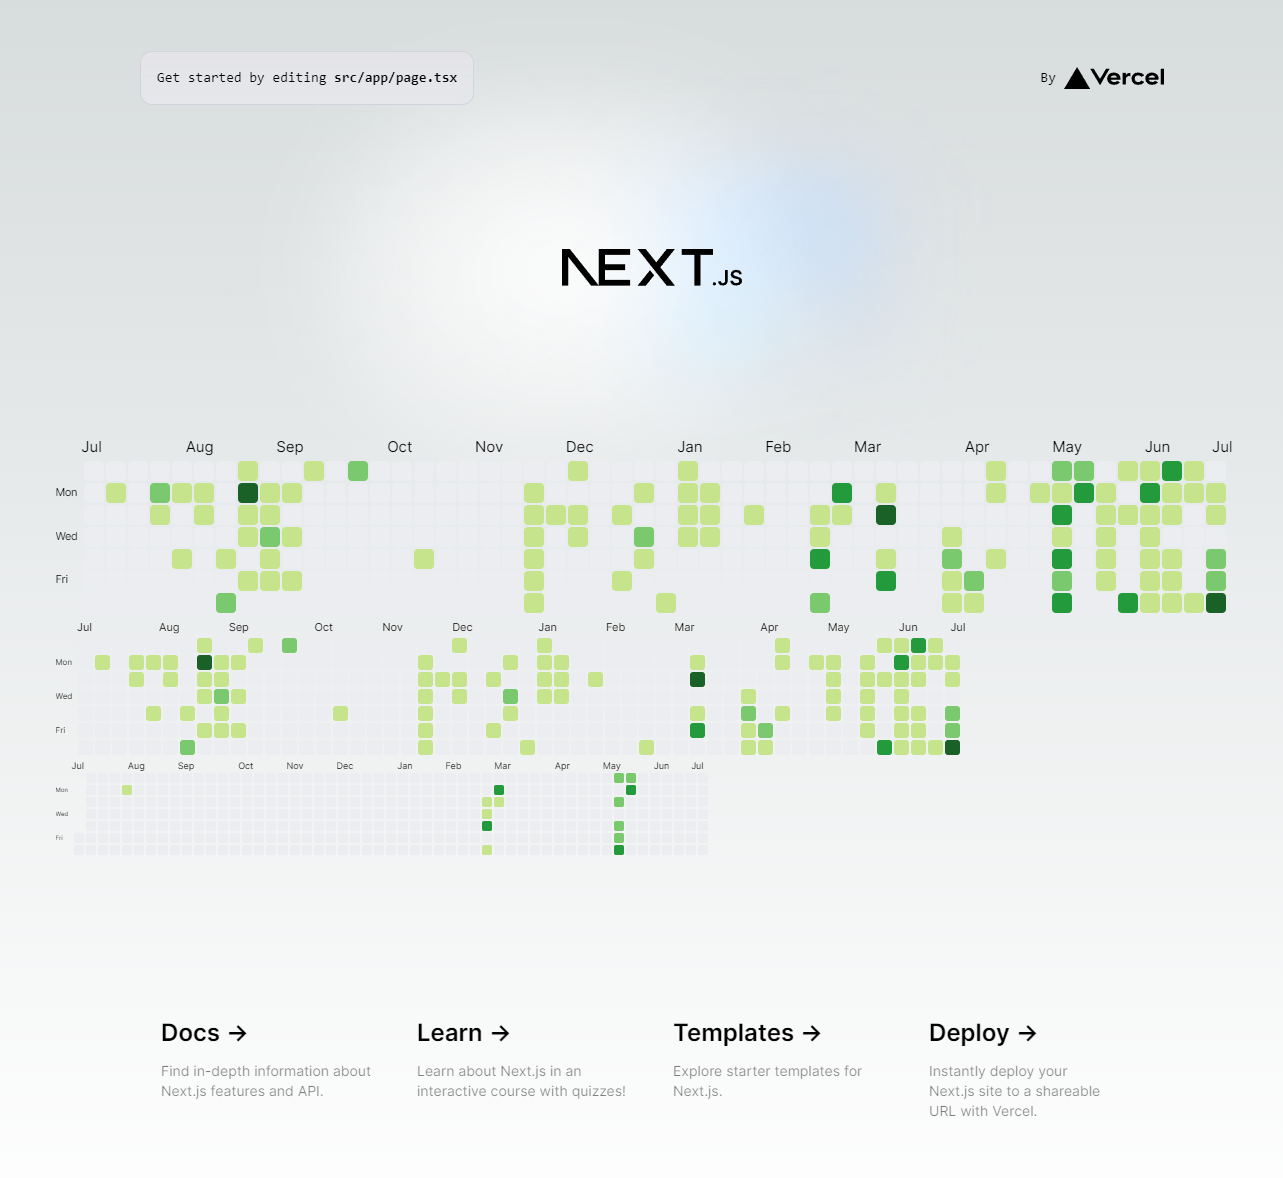 Get started by editing src/app/page.tsx
By Vercel
NEXT.JS
Jul Aug Sep Oct Nov Dec Jan Feb Mar Apr May Jun Jul
Mon
Wed
Fri
Jul Aug Sep Oct Nov Dec Jan Feb Mar Apr May Jun Jul
Mon
Wed
Fri
Jul Aug Sep Oct Nov Dec Jan Feb Mar Apr May Jun Jul
Mon
Wed
Fri
Docs -> Learn -> Templates -> Deploy ->
Find in-depth information about
Next.js features and API.
Learn about Next.js in an
interactive course with quizzes!
Explore starter templates for
Next.js.
Instantly deploy your
Next.js site to a shareable
URL with Vercel.